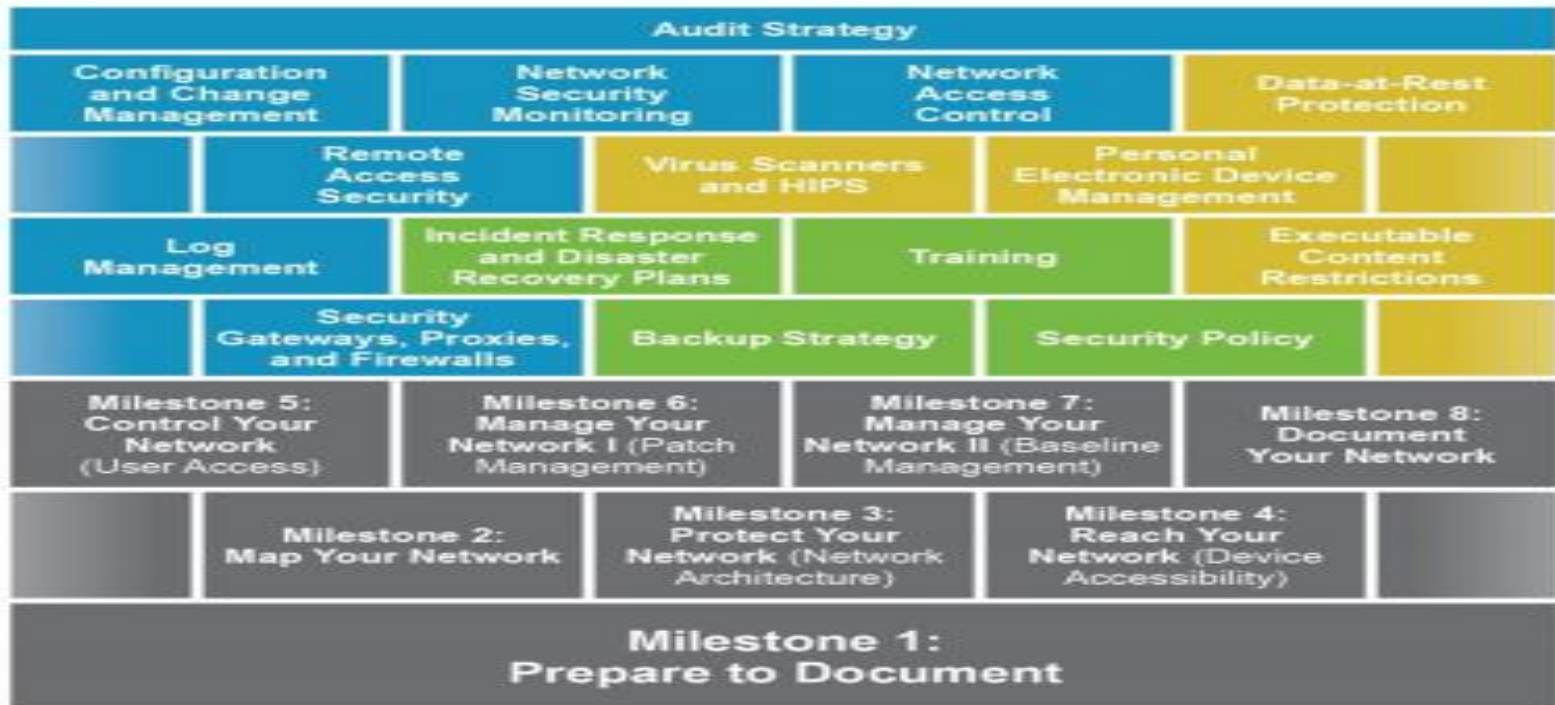 Audit Strategy
Configuration
and Change
Management
Network
Security
Monitoring
Network
Access
Control
Data-at-Rest
Protection
Remote
Access
Security
Virus Scanners
and HIPS
Personal
Electronic Device
Management
Log
Management
Incident Response
and Disaster
Recovery Plans
Training
Executable
Content
Restrictions
Security
Gateways, Proxies,
and Firewalls
Backup Strategy
Security Policy
Milestone 5:
Control Your
Network
(User Access)
Milestone 6:
Manage Your
Network I (Patch
Management)
Milestone 7:
Manage Your
Network II (Baseline
Management)
Milestone 8:
Document
Your Network
Milestone 2:
Map Your Network
Milestone 3:
Protect Your
Network (Network
Architecture)
Milestone 4:
Reach Your
Network (Device
Accessibility)
Milestone 1:
Prepare to Document